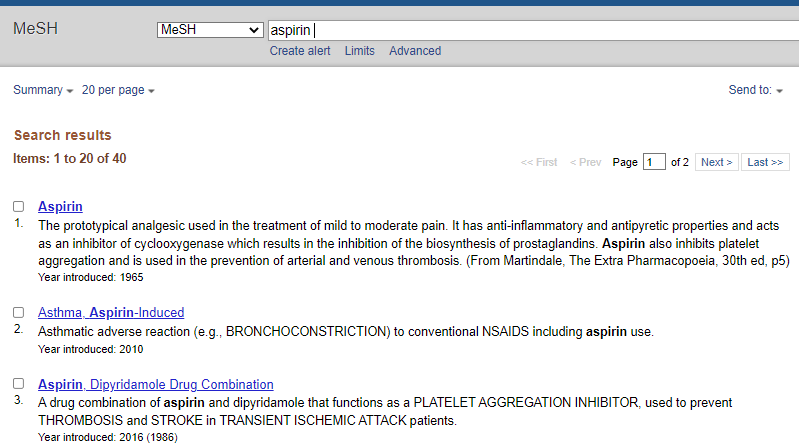 MeSH MeSH aspirin
Create alert Limits Advanced
Summary 20 per page Send to:
Search results
Items: 1 to 20 of 40
<< First < Prev Page 1 of 2 Next > Last >>
Aspirin
1. The prototypical analgesic used in the treatment of mild to moderate pain. It has anti-inflammatory and antipyretic properties and acts
as an inhibitor of cyclooxygenase which results in the inhibition of the biosynthesis of prostaglandins. Aspirin also inhibits platelet
aggregation and is used in the prevention of arterial and venous thrombosis. (From Martindale, The Extra Pharmacopoeia, 30th ed, p5)
Year introduced: 1965
Asthma, Aspirin-Induced
2. Asthmatic adverse reaction (e.g., BRONCHOCONSTRICTION) to conventional NSAIDS including aspirin use.
Year introduced: 2010
Aspirin, Dipyridamole Drug Combination
3. A drug combination of aspirin and dipyridamole that functions as a PLATELET AGGREGATION INHIBITOR, used to prevent
THROMBOSIS and STROKE in TRANSIENT ISCHEMIC ATTACK patients.
Year introduced: 2016 (1986)